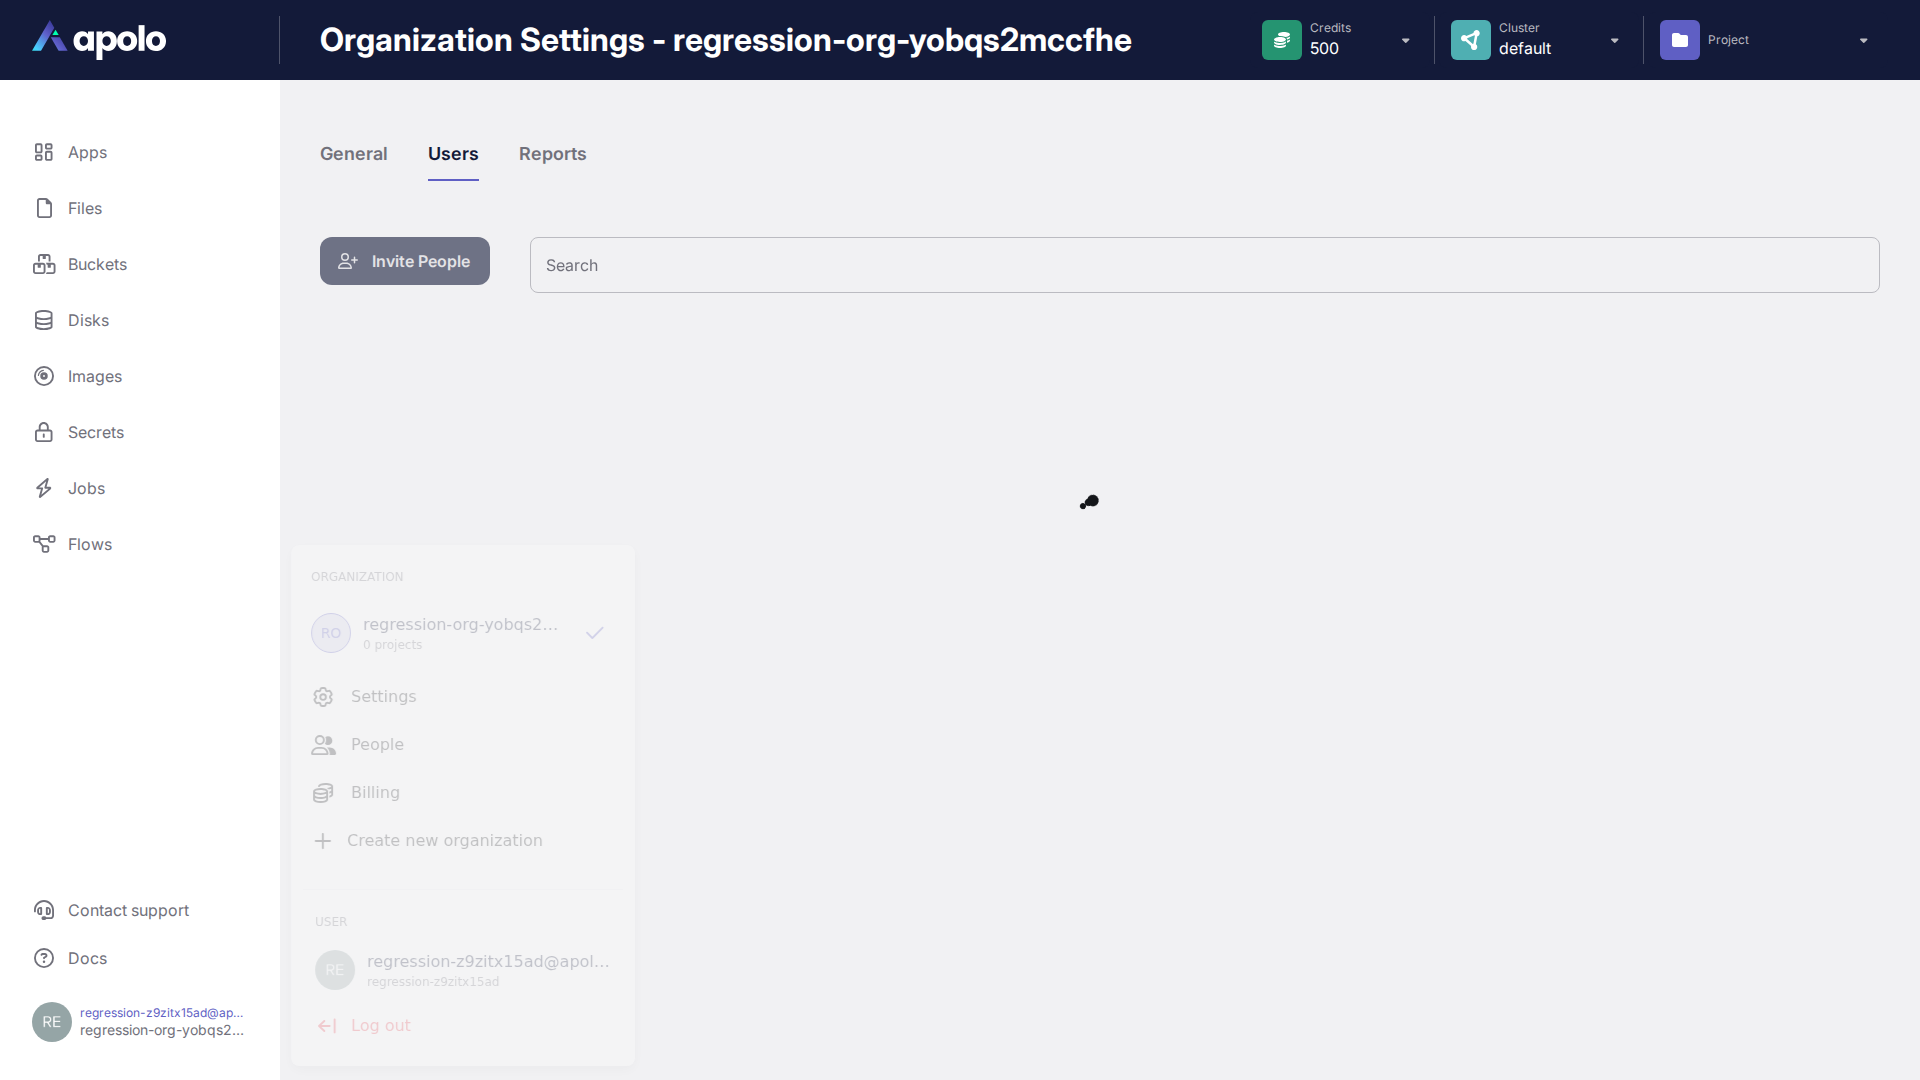 apolo
Organization Settings - regression-org-yobqs2mccfhe
Credits
500
Cluster
default
Project
Apps
Files
Buckets
Disks
Images
Secrets
Jobs
Flows
Contact support
Docs
RE
regression-z9zitx15ad@ap...
regression-org-yobqs2...
General
Users
Reports
Invite People
Search
ORGANIZATION
RO
regression-org-yobqs2...
0 projects
Settings
People
Billing
Create new organization
USER
RE
regression-z9zitx15ad@apol...
regression-z9zitx15ad
Log out